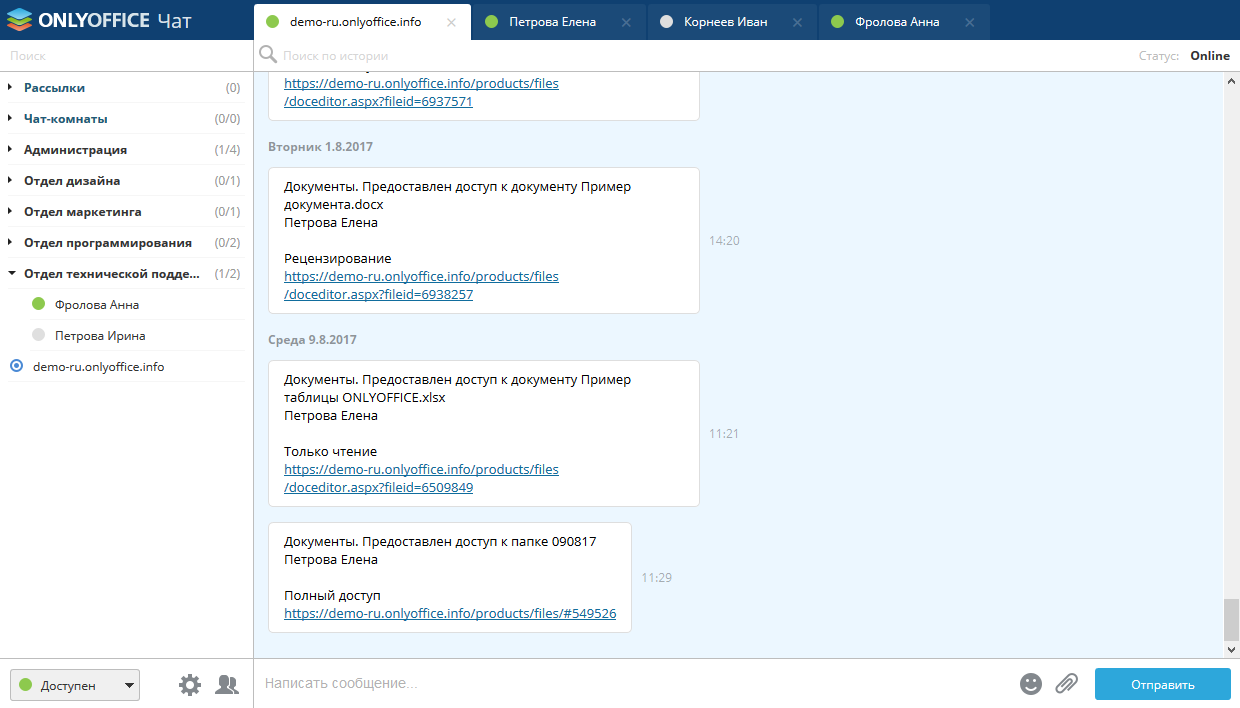 ONLYOFFICE Чат
demo-ru.onlyoffice.info
Петрова Елена
Корнеев Иван
Фролова Анна
Поиск
Поиск по истории
Статус: Online
Рассылки (0)
Чат-комнаты (0/0)
Администрация (1/4)
Отдел дизайна (0/1)
Отдел маркетинга (0/1)
Отдел программирования (0/2)
Отдел технической подде... (1/2)
Фролова Анна
Петрова Ирина
demo-ru.onlyoffice.info
https://demo-ru.onlyoffice.info/products/files
/doceditor.aspx?fileid=6937571
Вторник 1.8.2017
Документы. Предоставлен доступ к документу Пример
документа.docx
Петрова Елена
14:20
Рецензирование
https://demo-ru.onlyoffice.info/products/files
/doceditor.aspx?fileid=6938257
Среда 9.8.2017
Документы. Предоставлен доступ к документу Пример
таблицы ONLYOFFICE.xlsx
Петрова Елена
11:21
Только чтение
https://demo-ru.onlyoffice.info/products/files
/doceditor.aspx?fileid=6509849
Документы. Предоставлен доступ к папке 090817
Петрова Елена
11:29
Полный доступ
https://demo-ru.onlyoffice.info/products/files/#549526
Доступен
Написать сообщение...
Отправить